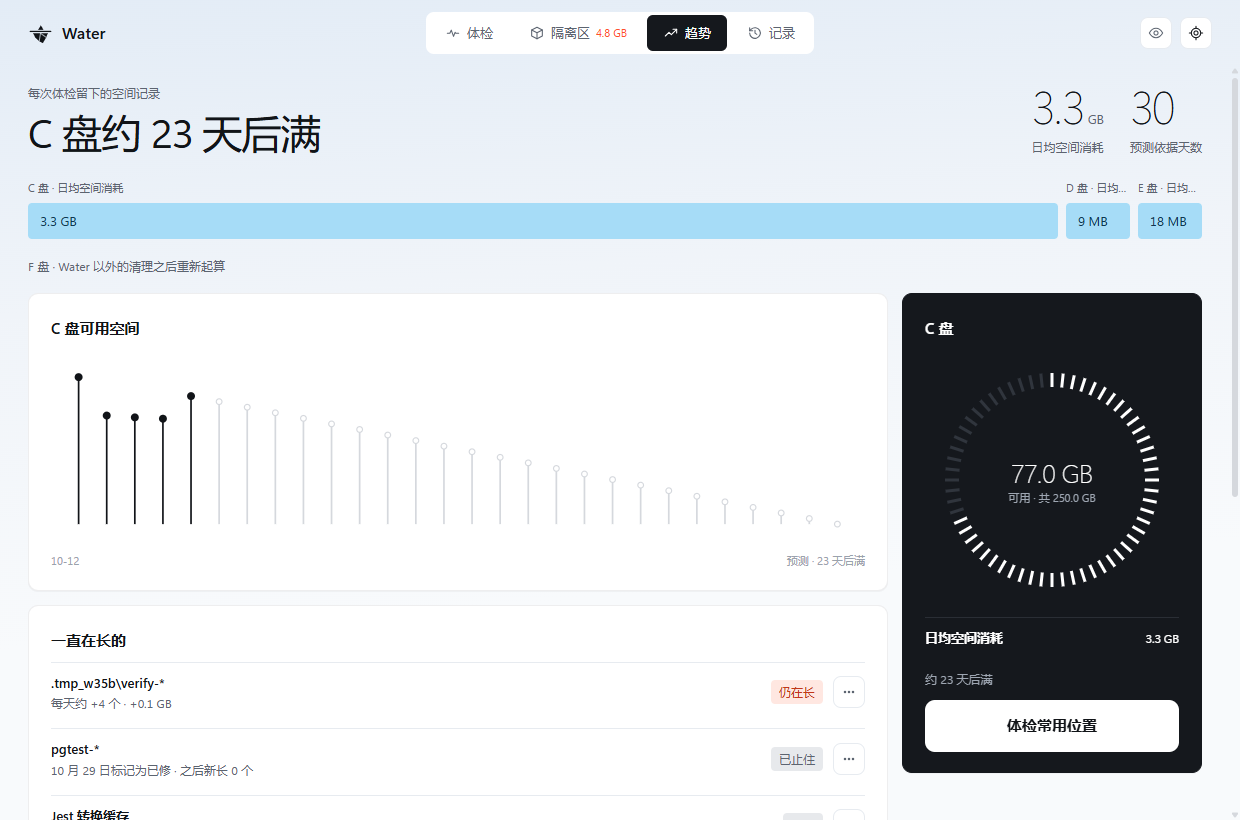 Water
体检
隔离区 4.8 GB
趋势
记录
每次体检留下的空间记录
C 盘约 23 天后满
3.3 GB
日均空间消耗
30
预测依据天数
C 盘 · 日均空间消耗
D 盘 · 日均...
E 盘 · 日均...
3.3 GB
9 MB
18 MB
F 盘 · Water 以外的清理之后重新起算
C 盘可用空间
10-12
预测 · 23 天后满
C 盘
77.0 GB
可用 · 共 250.0 GB
日均空间消耗
3.3 GB
约 23 天后满
体检常用位置
一直在长的
.tmp_w35b\verify-*
每天约 +4 个 · +0.1 GB
仍在长
pgtest-*
10 月 29 日标记为已修 · 之后新长 0 个
已止住
Jest 转换缓存